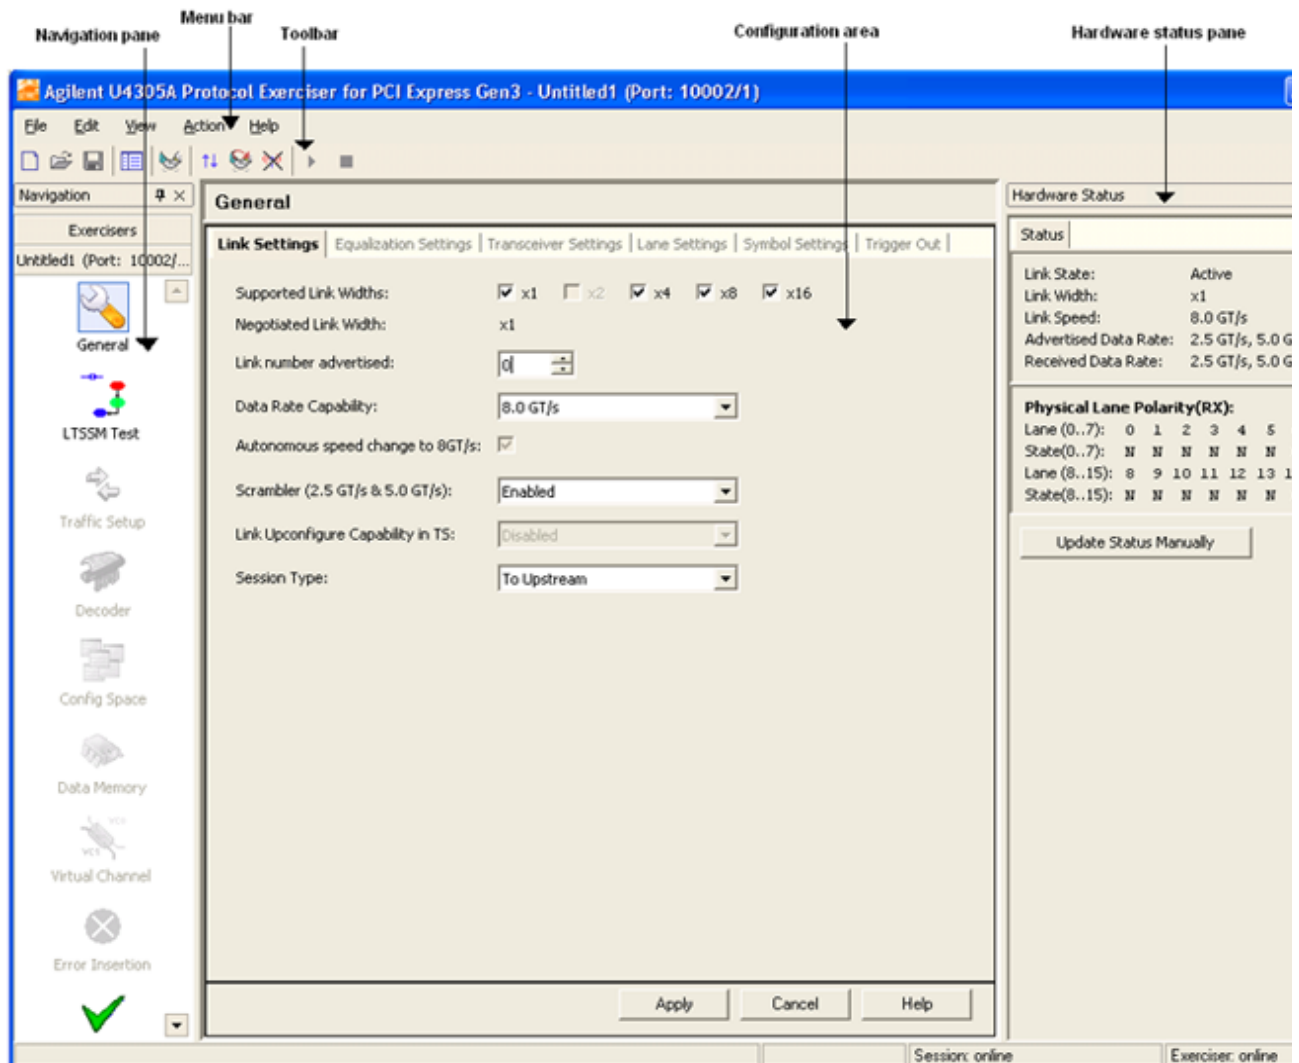 Menu bar
Navigation pane
Toolbar
Configuration area
Hardware status pane
Agilent U4305A Protocol Exerciser for PCI Express Gen3 - Untitled1 (Port: 10002/1)
File Edit View Action Help
Navigation
Exercisers
Untitled1 (Port: 10002/...
General
LTSSM Test
Traffic Setup
Decoder
Config Space
Data Memory
Virtual Channel
Error Insertion
General
Link Settings Equalization Settings Transceiver Settings Lane Settings Symbol Settings Trigger Out
Supported Link Widths: x1 x2 x4 x8 x16
Negotiated Link Width: x1
Link number advertised: 0
Data Rate Capability: 8.0 GT/s
Autonomous speed change to 8GT/s:
Scrambler (2.5 GT/s & 5.0 GT/s): Enabled
Link Upconfigure Capability in TS: Disabled
Session Type: To Upstream
Apply Cancel Help
Hardware Status
Status
Link State: Active
Link Width: x1
Link Speed: 8.0 GT/s
Advertised Data Rate: 2.5 GT/s, 5.0 G
Received Data Rate: 2.5 GT/s, 5.0 G
Physical Lane Polarity(RX):
Lane (0..7): 0 1 2 3 4 5
State(0..7): N N N N N N
Lane (8..15): 8 9 10 11 12 13 1
State(8..15): N N N N N N
Update Status Manually
Session: online
Exerciser: online